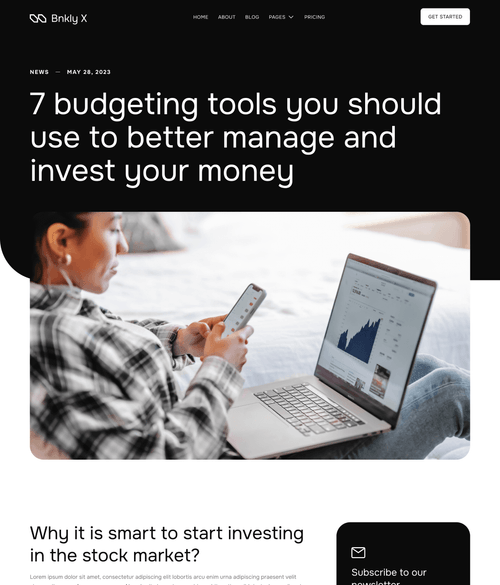 Bnkly X
HOME ABOUT BLOG PAGES PRICING
GET STARTED
NEWS — MAY 28, 2023
7 budgeting tools you should
use to better manage and
invest your money
Why it is smart to start investing
in the stock market?
Lorem ipsum dolor sit amet, consectetur adipiscing elit lobortis arcu enim urna adipiscing praesent velit
Subscribe to our
newsletter